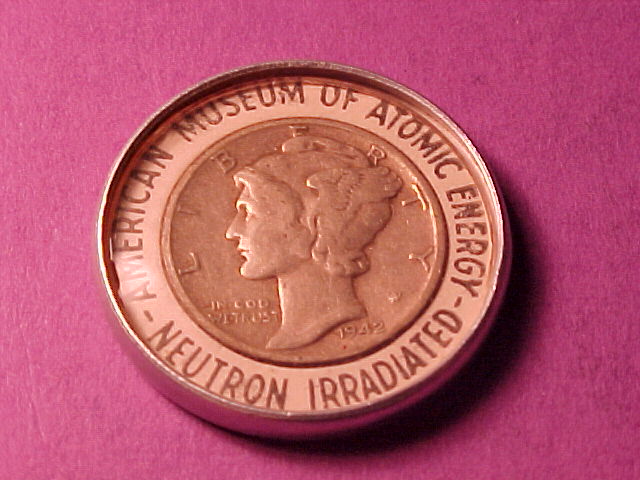 AMERICAN MUSEUM OF ATOMIC ENERGY
- NEUTRON IRRADIATED -
LIBERTY
IN GOD
WE TRUST
1942